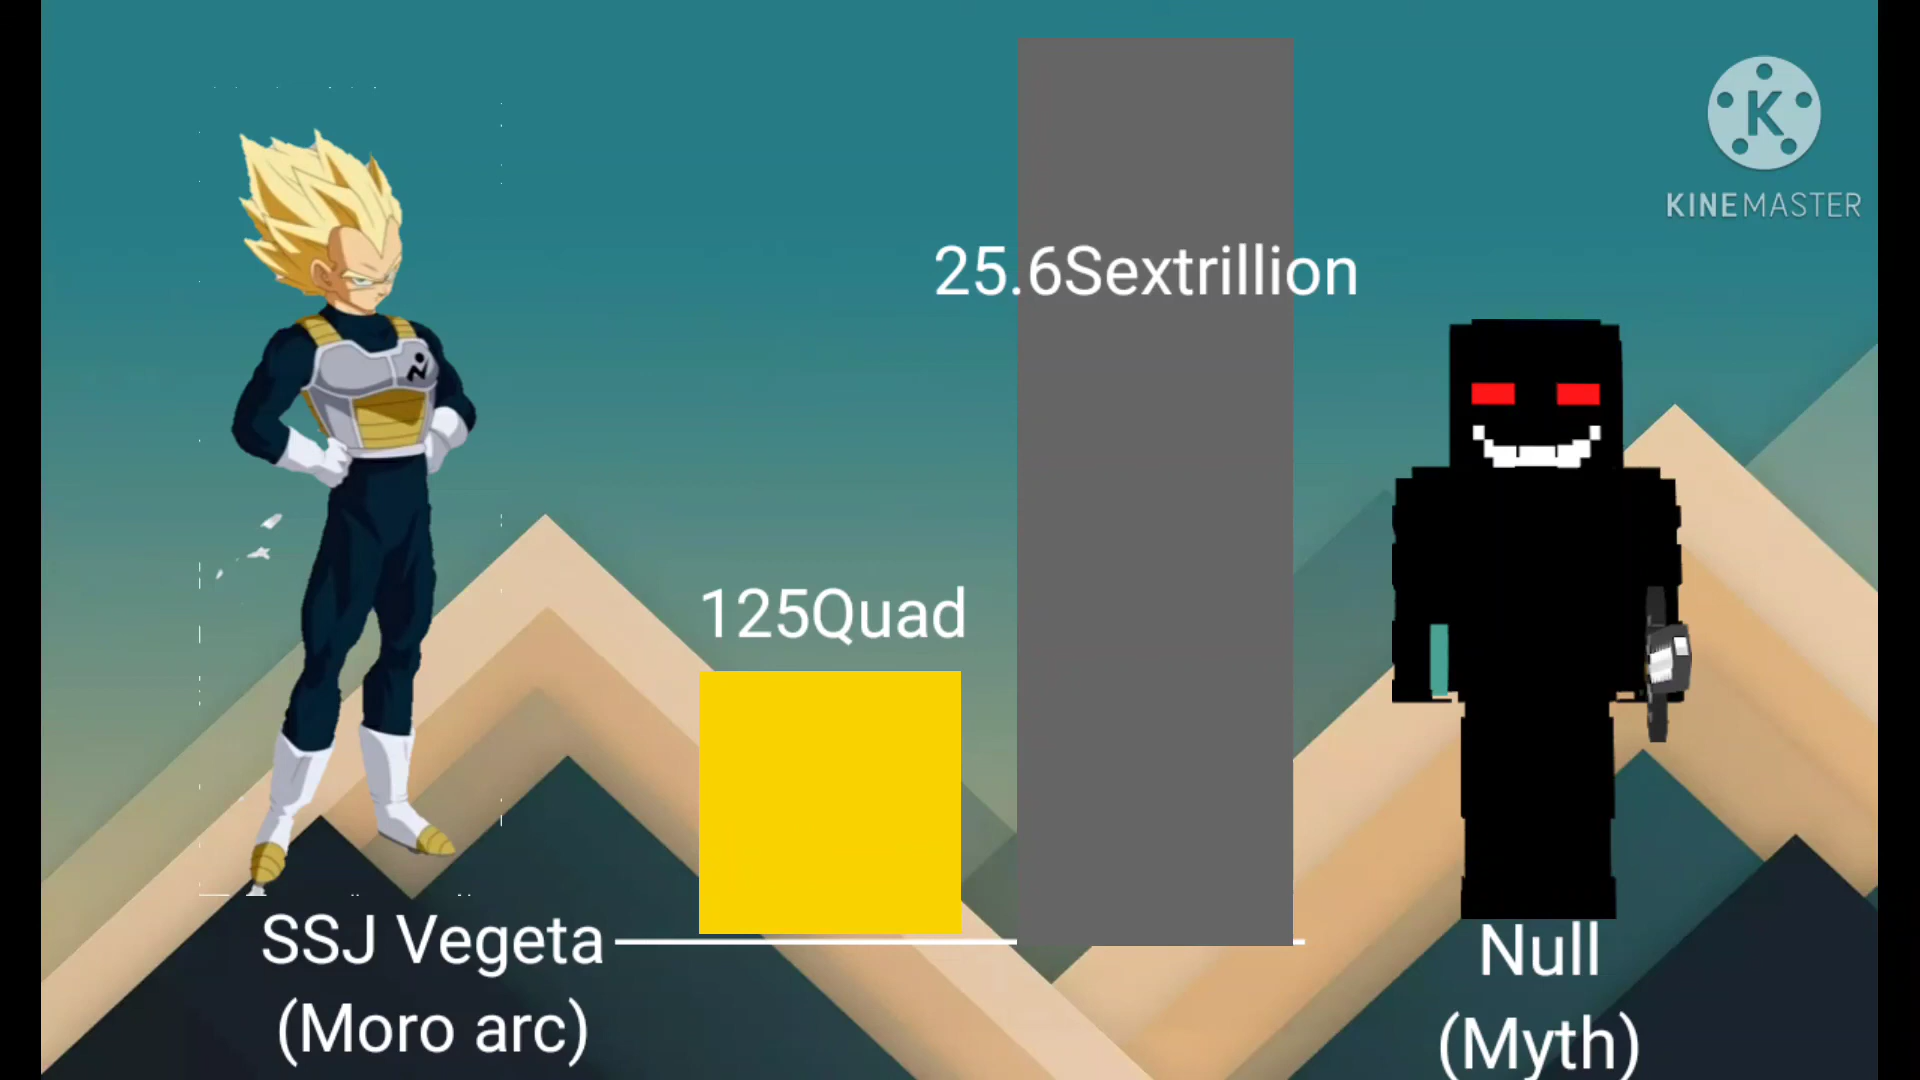 K
KINEMASTER
25.6Sextrillion
125Quad
SSJ Vegeta
(Moro arc)
Null
(Myth)